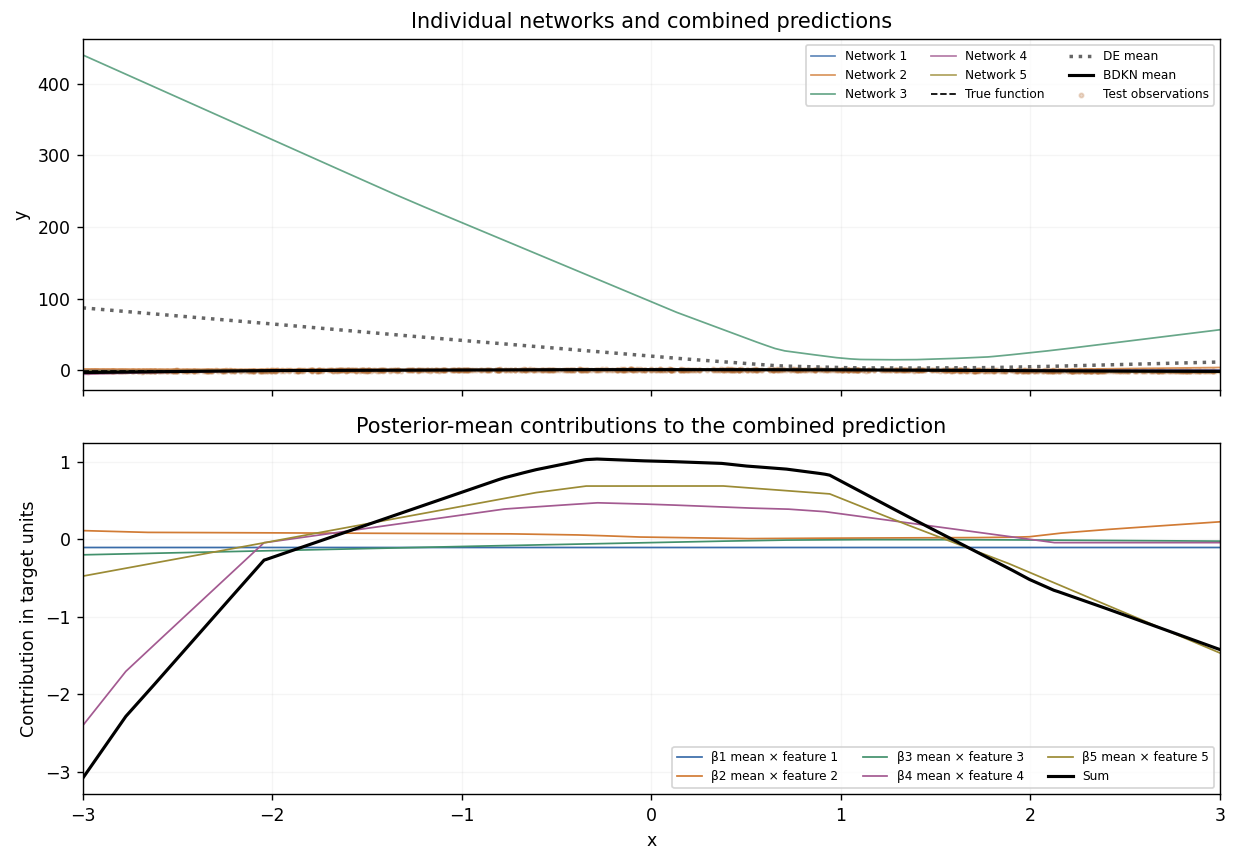 Individual networks and combined predictions
400
300
200
100
0
y
Network 1 Network 4 DE mean
Network 2 Network 5 BDKN mean
Network 3 True function Test observations
Posterior-mean contributions to the combined prediction
1
0
−1
−2
−3
Contribution in target units
β1 mean × feature 1 β3 mean × feature 3 β5 mean × feature 5
β2 mean × feature 2 β4 mean × feature 4 Sum
−3 −2 −1 0 1 2 3
x